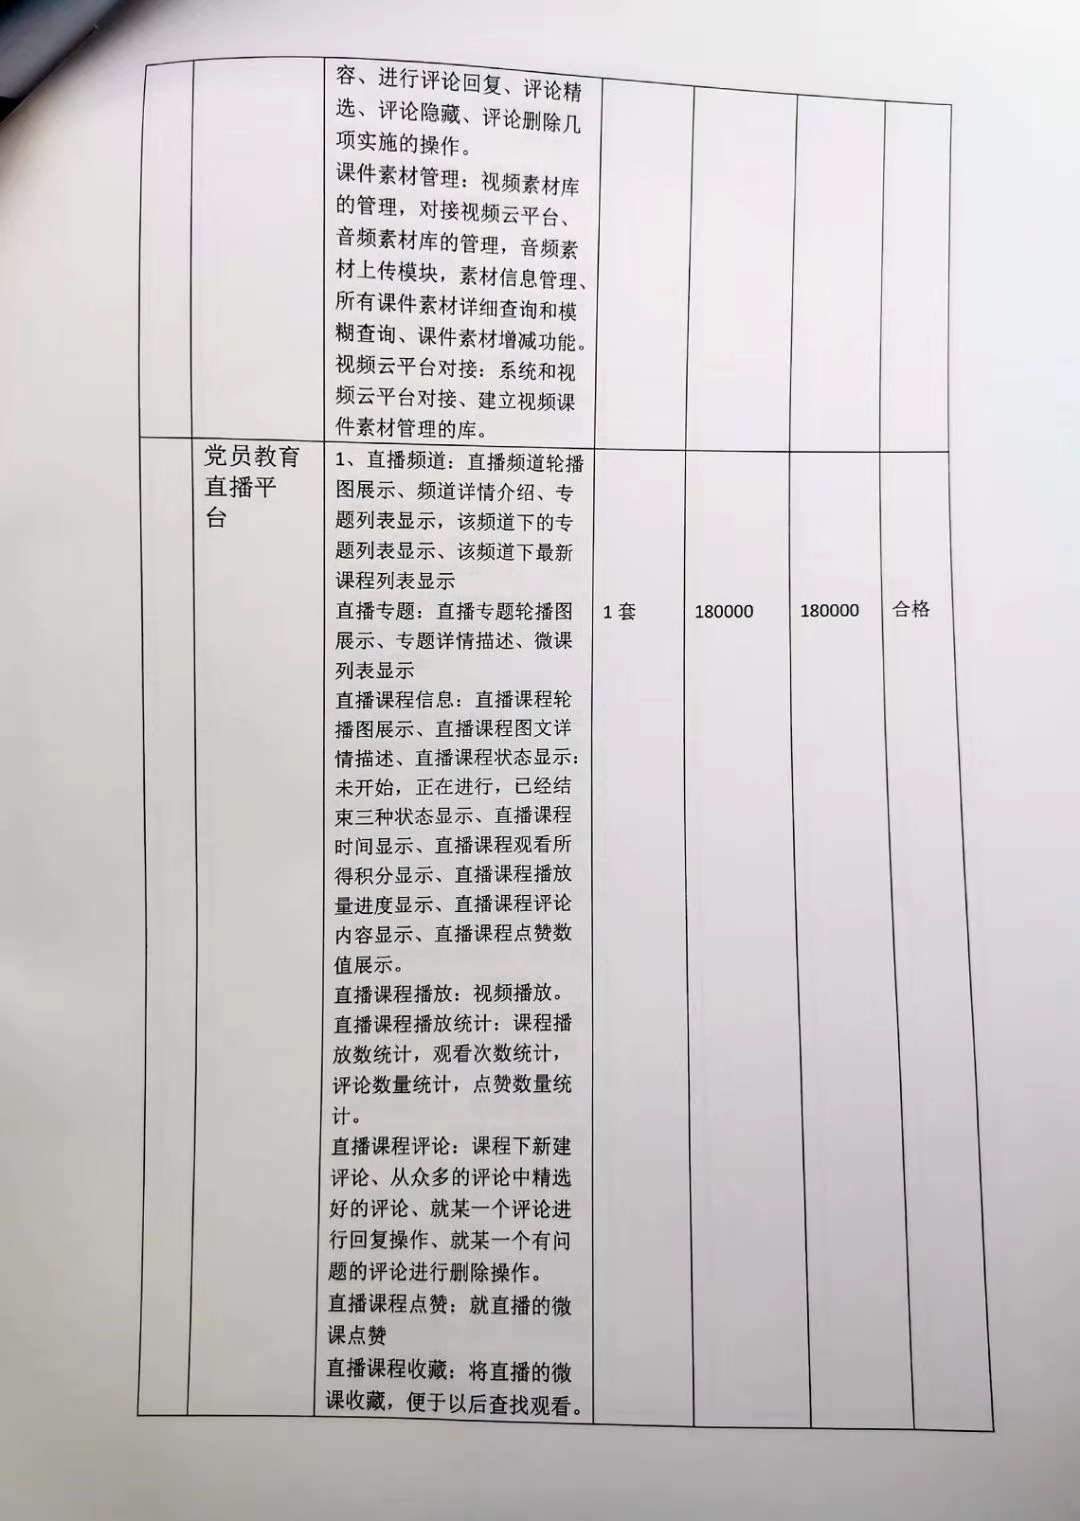 容、进行评论回复、评论精
选、评论隐藏、评论删除几
项实施的操作。
课件素材管理：视频素材库
的管理，对接视频云平台、
音频素材库的管理，音频素
材上传模块，素材信息管理、
所有课件素材详细查询和模
糊查询、课件素材增减功能。
视频云平台对接：系统和视
频云平台对接、建立视频课
件素材管理的库。
党员教育
直播平
台
1、直播频道：直播频道轮播
图展示、频道详情介绍、专
题列表显示，该频道下的专
题列表显示、该频道下最新
课程列表显示
直播专题：直播专题轮播图
展示、专题详情描述、微课
列表显示
直播课程信息：直播课程轮
播图展示、直播课程图文详
情描述、直播课程状态显示：
未开始，正在进行，已经结
束三种状态显示、直播课程
时间显示、直播课程观看所
得积分显示、直播课程播放
量进度显示、直播课程评论
内容显示、直播课程点赞数
值展示。
直播课程播放：视频播放。
直播课程播放统计：课程播
放数统计，观看次数统计，
评论数量统计，点赞数量统
计。
直播课程评论：课程下新建
评论、从众多的评论中精选
好的评论、就某一个评论进
行回复操作、就某一个有问
题的评论进行删除操作。
直播课程点赞：就直播的微
课点赞
直播课程收藏：将直播的微
课收藏，便于以后查找观看。
1 套
180000
180000
合格